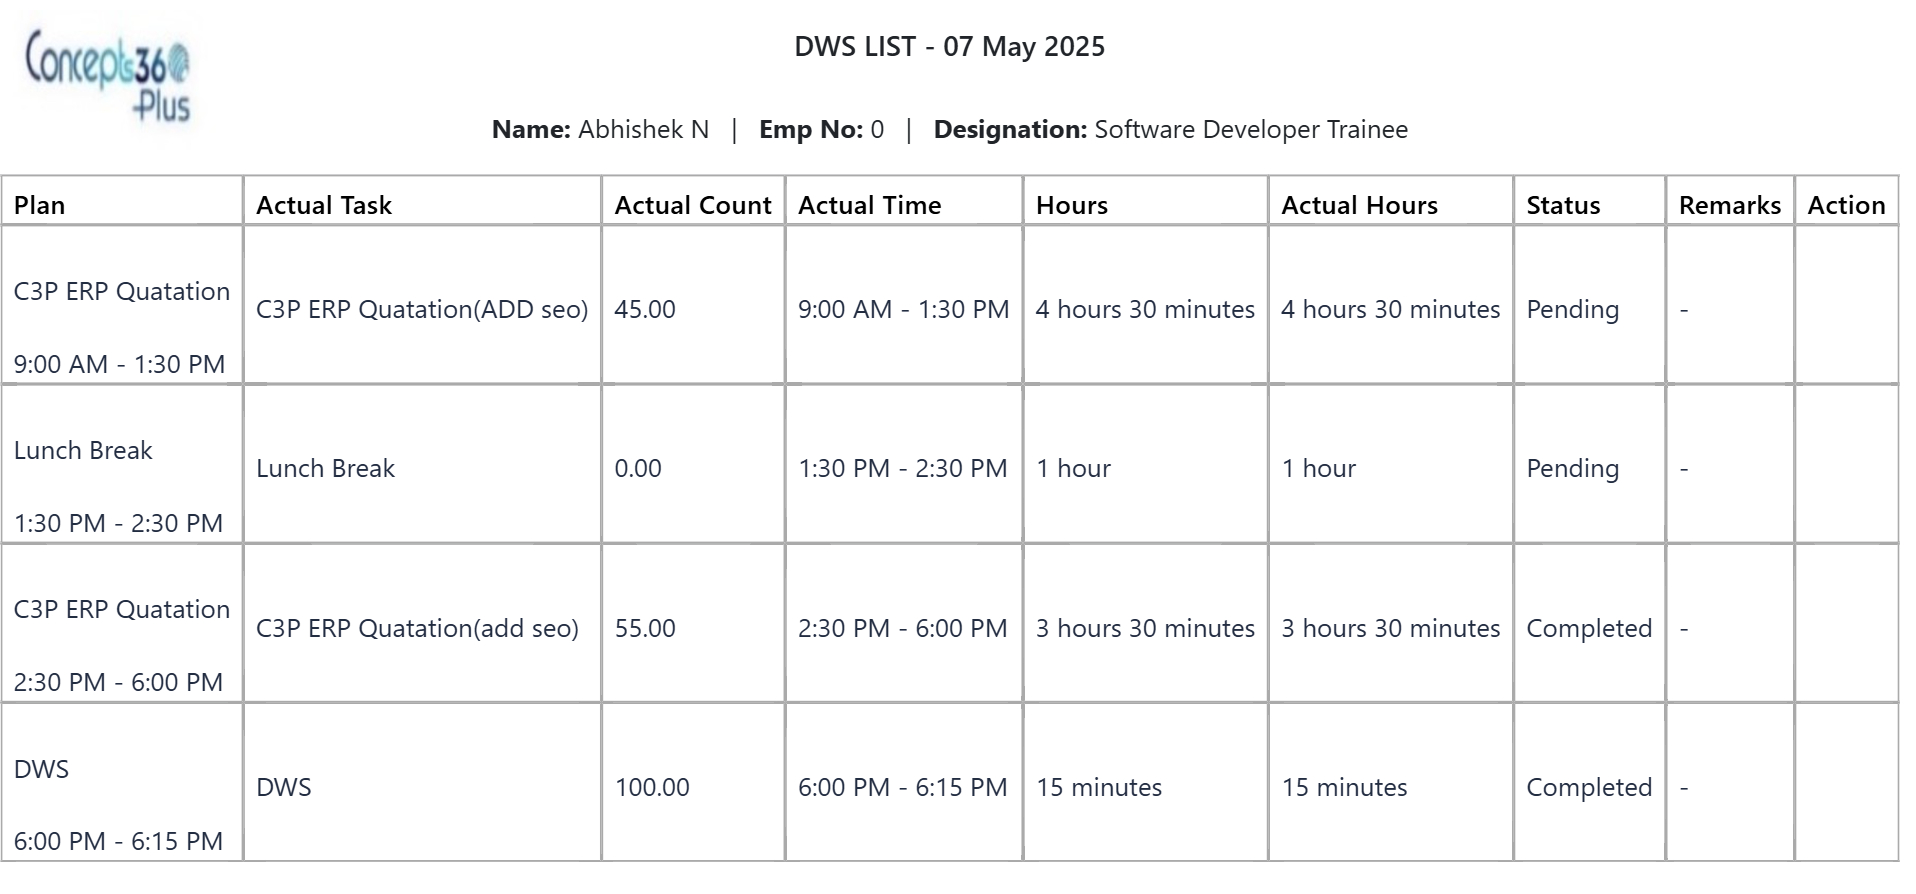 Concepts360
Plus
DWS LIST - 07 May 2025
Name: Abhishek N | Emp No: 0 | Designation: Software Developer Trainee
Plan Actual Task Actual Count Actual Time Hours Actual Hours Status Remarks Action
C3P ERP Quatation
9:00 AM - 1:30 PM
C3P ERP Quatation(ADD seo) 45.00 9:00 AM - 1:30 PM 4 hours 30 minutes 4 hours 30 minutes Pending -
Lunch Break
1:30 PM - 2:30 PM
Lunch Break 0.00 1:30 PM - 2:30 PM 1 hour 1 hour Pending -
C3P ERP Quatation
2:30 PM - 6:00 PM
C3P ERP Quatation(add seo) 55.00 2:30 PM - 6:00 PM 3 hours 30 minutes 3 hours 30 minutes Completed -
DWS
6:00 PM - 6:15 PM
DWS 100.00 6:00 PM - 6:15 PM 15 minutes 15 minutes Completed -